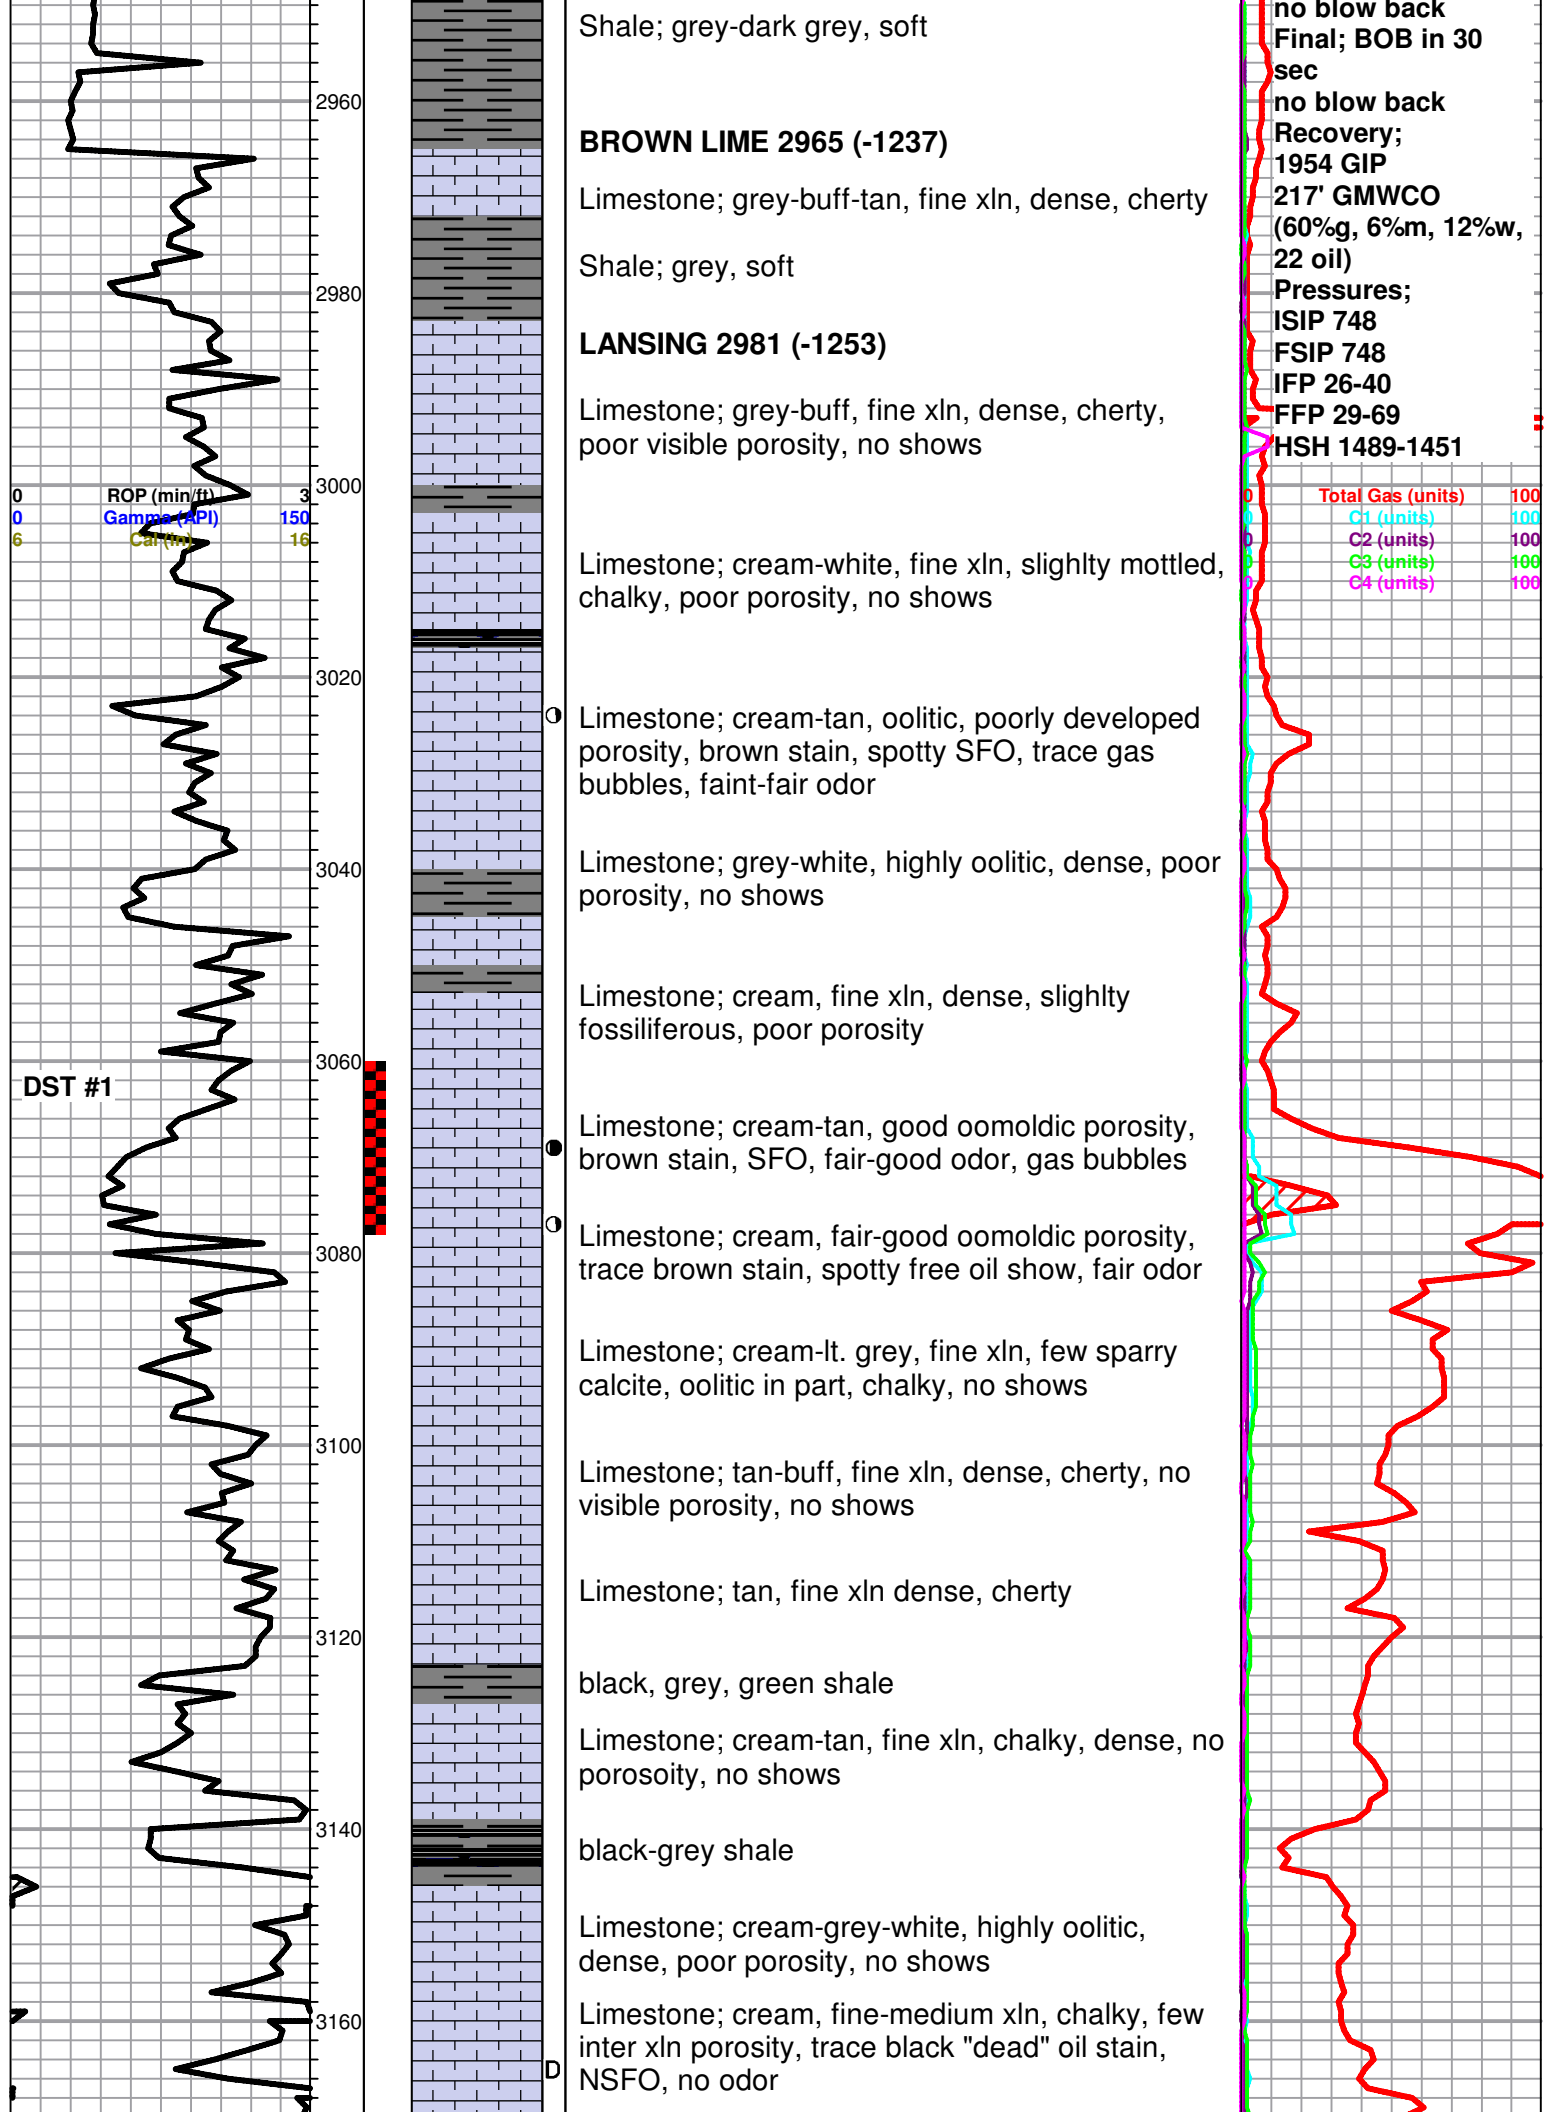 Shale; grey-dark grey, soft
no blow back
Final; BOB in 30
sec
no blow back
Recovery;
1954 GIP
217' GMWCO
(60%g, 6%m, 12%w,
22 oil)
Pressures;
ISIP 748
FSIP 748
IFP 26-40
FFP 29-69
HSH 1489-1451
2960
BROWN LIME 2965 (-1237)
Limestone; grey-buff-tan, fine xln, dense, cherty
Shale; grey, soft
2980
LANSING 2981 (-1253)
Limestone; grey-buff, fine xln, dense, cherty,
poor visible porosity, no shows
3000
0 ROP (min/ft) 3
0 Gamma (API) 150
6 Cal (in) 16
0 Total Gas (units) 100
0 C1 (units) 100
0 C2 (units) 100
0 C3 (units) 100
0 C4 (units) 100
Limestone; cream-white, fine xln, slighlty mottled,
chalky, poor porosity, no shows
3020
Limestone; cream-tan, oolitic, poorly developed
porosity, brown stain, spotty SFO, trace gas
bubbles, faint-fair odor
3040
Limestone; grey-white, highly oolitic, dense, poor
porosity, no shows
Limestone; cream, fine xln, dense, slighlty
fossiliferous, poor porosity
3060
DST #1
Limestone; cream-tan, good oomoldic porosity,
brown stain, SFO, fair-good odor, gas bubbles
3080
Limestone; cream, fair-good oomoldic porosity,
trace brown stain, spotty free oil show, fair odor
Limestone; cream-lt. grey, fine xln, few sparry
calcite, oolitic in part, chalky, no shows
3100
Limestone; tan-buff, fine xln, dense, cherty, no
visible porosity, no shows
Limestone; tan, fine xln dense, cherty
3120
black, grey, green shale
Limestone; cream-tan, fine xln, chalky, dense, no
porosoity, no shows
3140
black-grey shale
Limestone; cream-grey-white, highly oolitic,
dense, poor porosity, no shows
3160
Limestone; cream, fine-medium xln, chalky, few
inter xln porosity, trace black "dead" oil stain,
NSFO, no odor
D